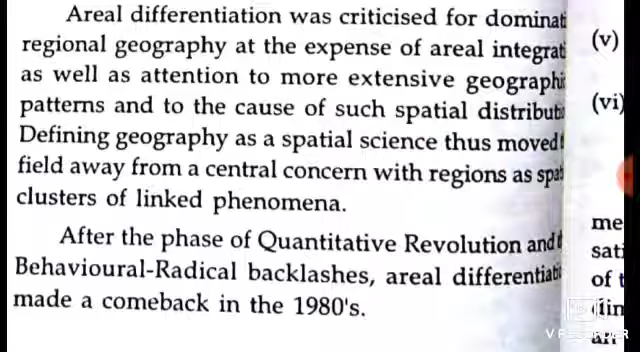 Areal differentiation was criticised for dominati
regional geography at the expense of areal integrati
as well as attention to more extensive geographi
patterns and to the cause of such spatial distributi
Defining geography as a spatial science thus moved
field away from a central concern with regions as spat
clusters of linked phenomena.
After the phase of Quantitative Revolution and
Behavioural-Radical backlashes, areal differentiati
made a comeback in the 1980's.
(v)
(vi)
me
sati
of t